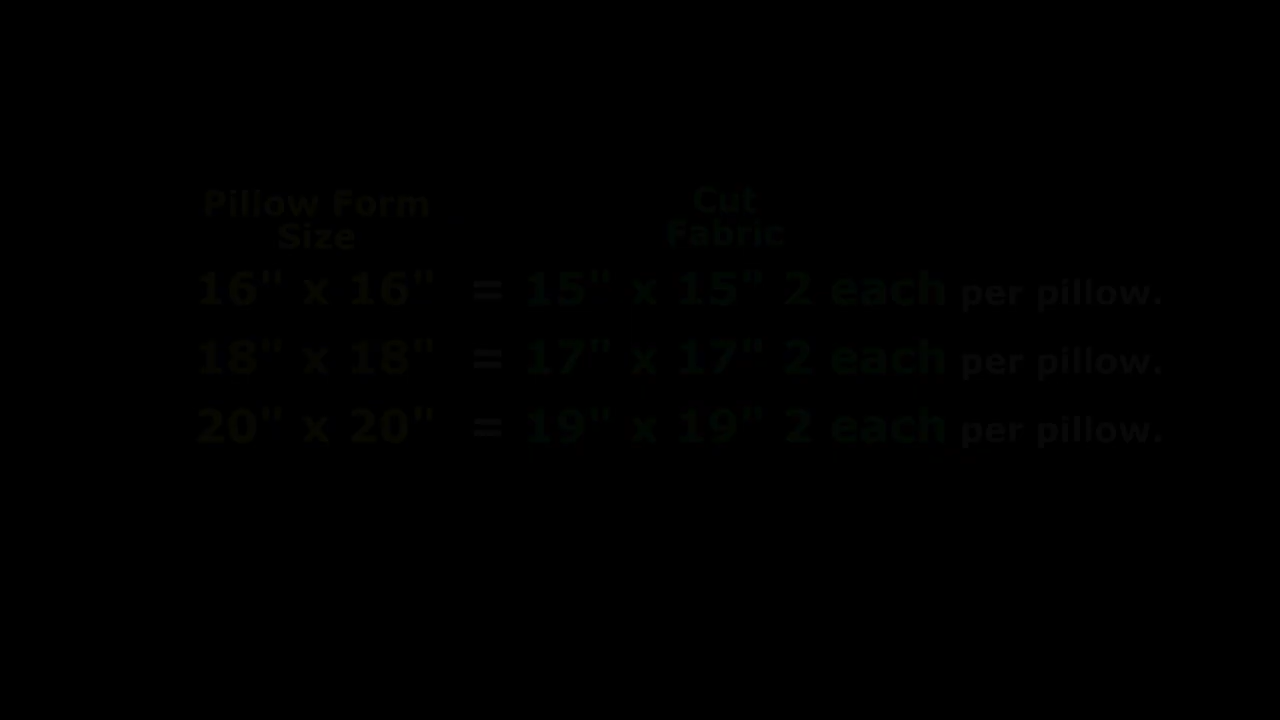 Pillow Form
Size
Cut
Fabric
16" x 16" = 15" x 15" 2 each per pillow.
18" x 18" = 17" x 17" 2 each per pillow.
20" x 20" = 19" x 19" 2 each per pillow.